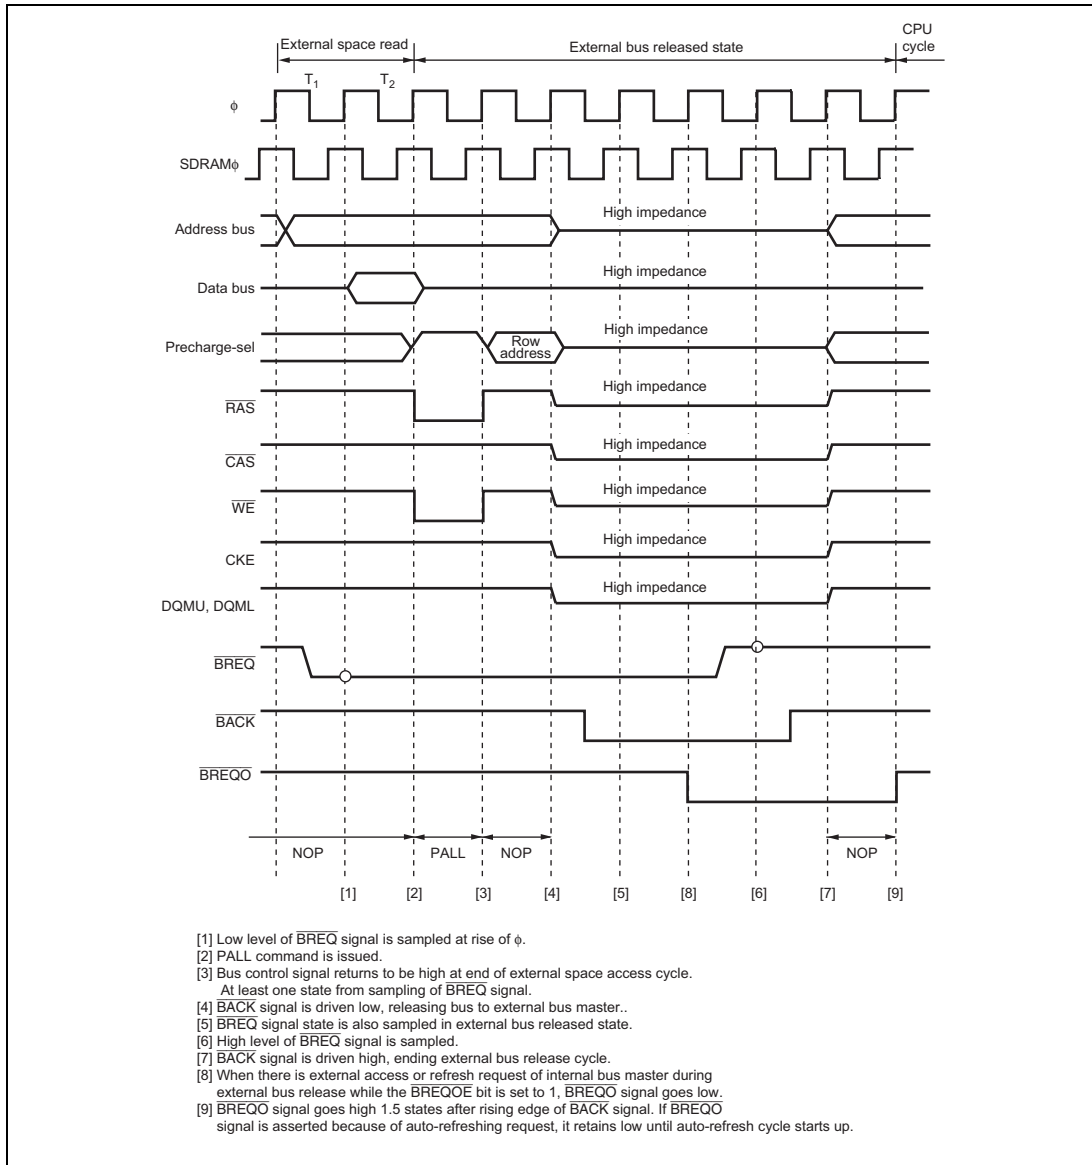 External space read
External bus released state
CPU
cycle
T1
T2
ϕ
SDRAMϕ
Address bus
High impedance
Data bus
High impedance
Precharge-sel
Row
address
High impedance
RAS
High impedance
CAS
High impedance
WE
High impedance
CKE
High impedance
DQMU, DQML
High impedance
BREQ
BACK
BREQO
NOP
PALL
NOP
NOP
[1]
[2]
[3]
[4]
[5]
[8]
[6]
[7]
[9]
[1] Low level of BREQ signal is sampled at rise of ϕ.
[2] PALL command is issued.
[3] Bus control signal returns to be high at end of external space access cycle.
At least one state from sampling of BREQ signal.
[4] BACK signal is driven low, releasing bus to external bus master..
[5] BREQ signal state is also sampled in external bus released state.
[6] High level of BREQ signal is sampled.
[7] BACK signal is driven high, ending external bus release cycle.
[8] When there is external access or refresh request of internal bus master during
external bus release while the BREQOE bit is set to 1, BREQO signal goes low.
[9] BREQO signal goes high 1.5 states after rising edge of BACK signal. If BREQO
signal is asserted because of auto-refreshing request, it retains low until auto-refresh cycle starts up.